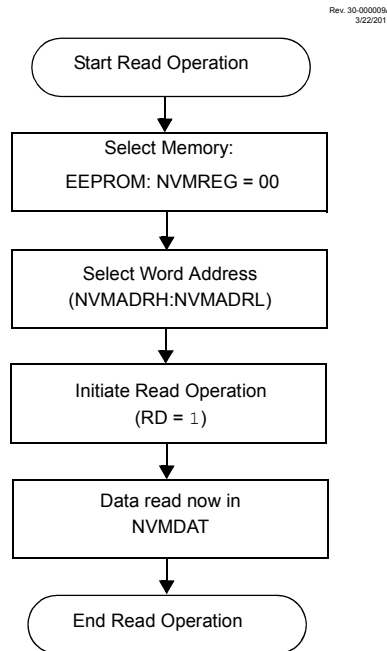 Rev. 30-000009
3/22/201
Start Read Operation
Select Memory:
EEPROM: NVMREG = 00
Select Word Address
(NVMADRH:NVMADRL)
Initiate Read Operation
(RD = 1)
Data read now in
NVMDAT
End Read Operation